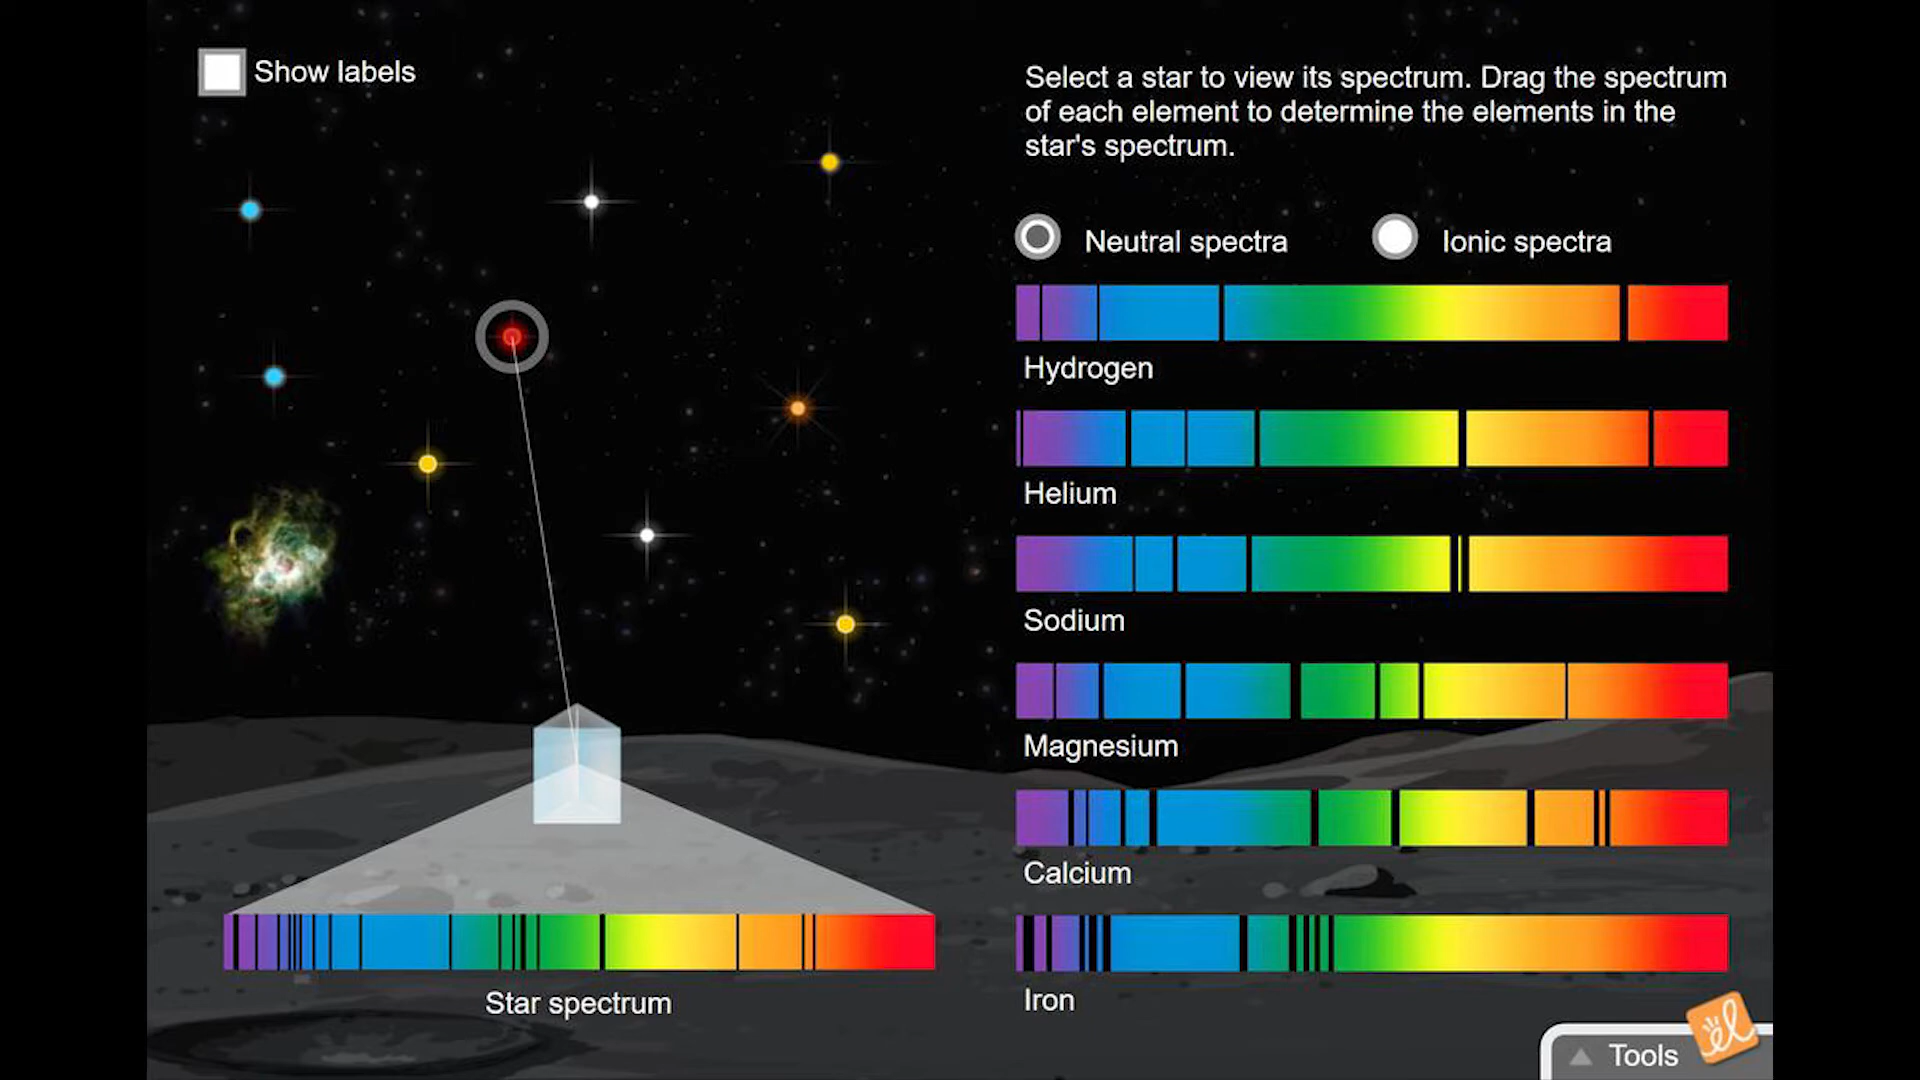 Show labels
Select a star to view its spectrum. Drag the spectrum
of each element to determine the elements in the
star's spectrum.
Neutral spectra
Ionic spectra
Hydrogen
Helium
Sodium
Magnesium
Calcium
Iron
Star spectrum
Tools
el